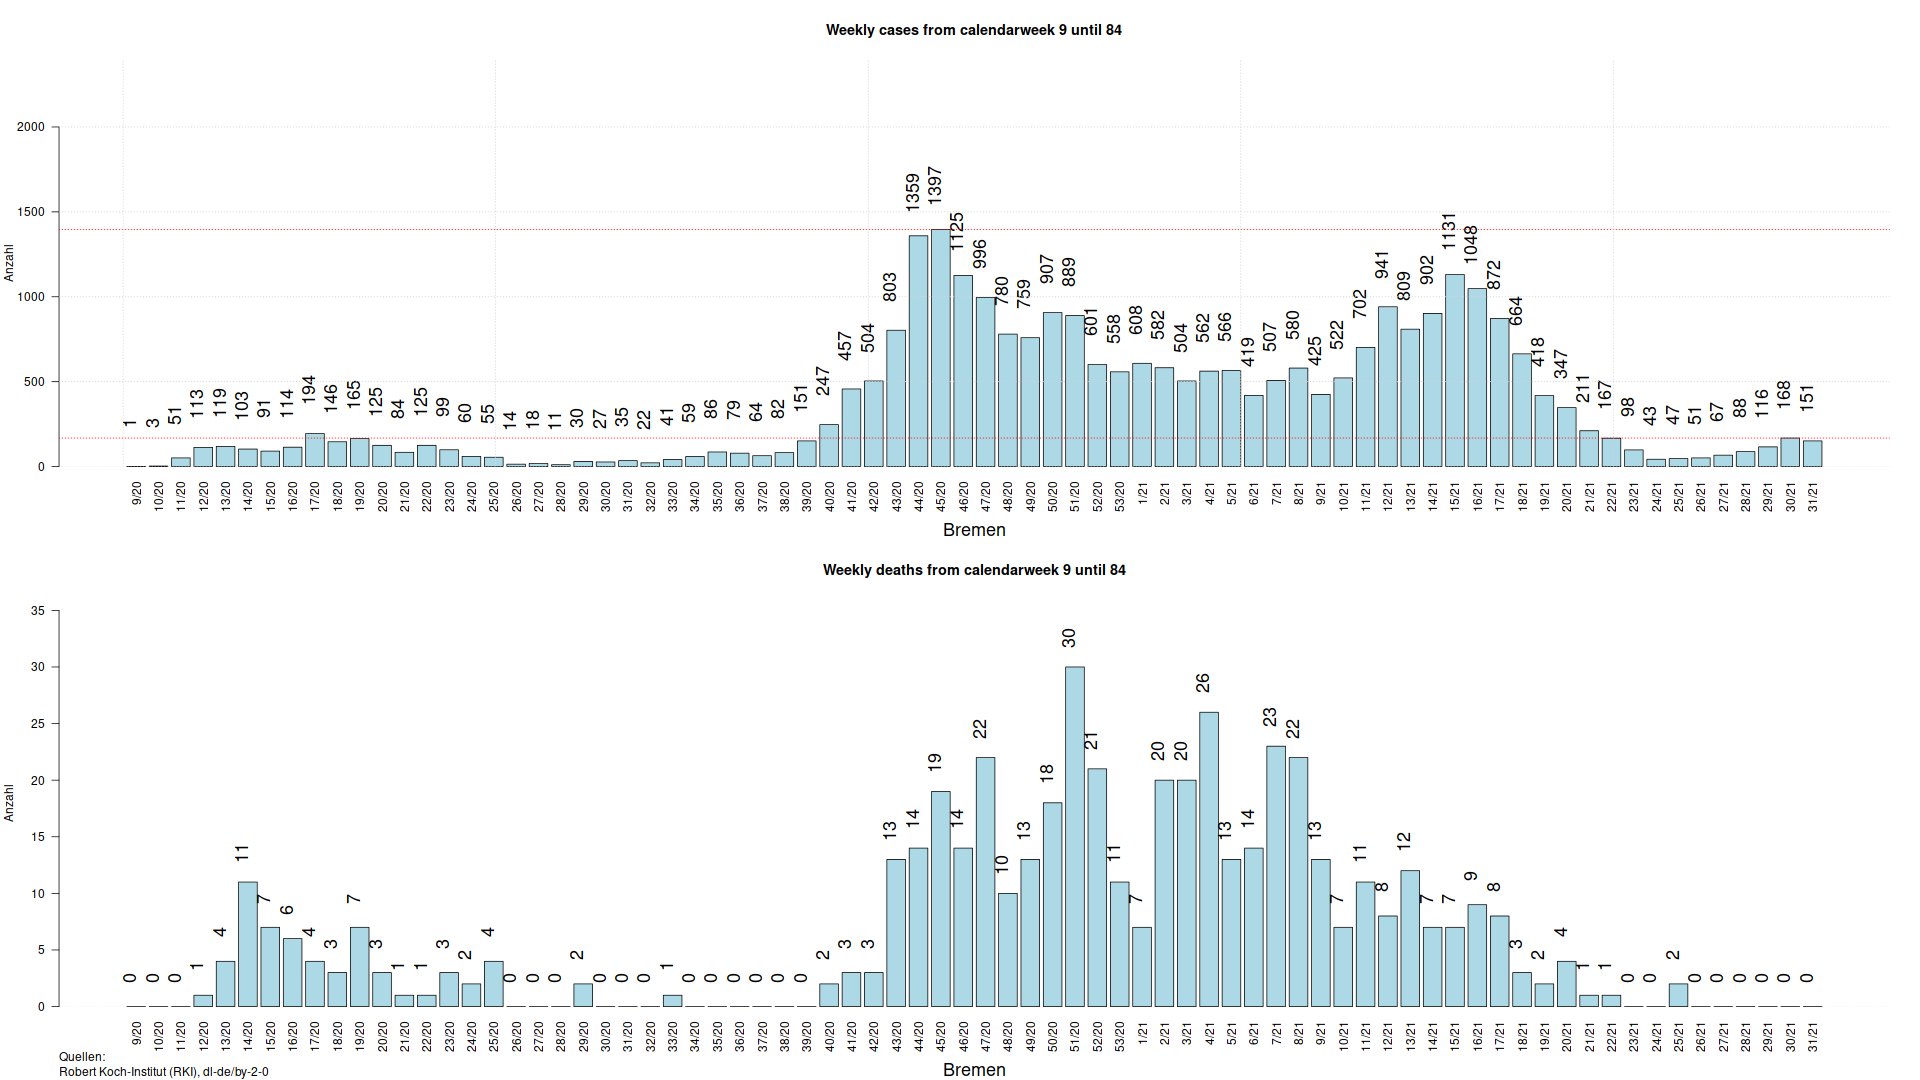 Weekly cases from calendarweek 9 until 84
Anzahl
2000
1500
1000
500
0
1 3 51 113 119 103 91 114 194 146 165 125 84 125 99 60 55 14 18 11 30 27 35 22 41 59 86 79 64 82 151 247 457 504 803 1359 1397 1125 996 780 759 907 889 601 558 608 582 504 562 566 419 507 580 425 522 702 941 809 902 1131 1048 872 664 418 347 211 167 98 43 47 51 67 88 116 168 151
9/20 10/20 11/20 12/20 13/20 14/20 15/20 16/20 17/20 18/20 19/20 20/20 21/20 22/20 23/20 24/20 25/20 26/20 27/20 28/20 29/20 30/20 31/20 32/20 33/20 34/20 35/20 36/20 37/20 38/20 39/20 40/20 41/20 42/20 43/20 44/20 45/20 46/20 47/20 48/20 49/20 50/20 51/20 52/20 53/20 1/21 2/21 3/21 4/21 5/21 6/21 7/21 8/21 9/21 10/21 11/21 12/21 13/21 14/21 15/21 16/21 17/21 18/21 19/21 20/21 21/21 22/21 23/21 24/21 25/21 26/21 27/21 28/21 29/21 30/21 31/21
Bremen
Weekly deaths from calendarweek 9 until 84
Anzahl
35
30
25
20
15
10
5
0
0 0 0 1 4 11 7 6 4 3 7 3 1 1 3 2 4 0 0 0 2 0 0 0 1 0 0 0 0 0 0 2 3 3 13 14 19 14 22 10 13 18 30 21 11 7 20 20 26 13 14 23 22 13 7 11 8 12 7 7 9 8 3 2 4 1 1 0 0 2 0 0 0 0 0 0
9/20 10/20 11/20 12/20 13/20 14/20 15/20 16/20 17/20 18/20 19/20 20/20 21/20 22/20 23/20 24/20 25/20 26/20 27/20 28/20 29/20 30/20 31/20 32/20 33/20 34/20 35/20 36/20 37/20 38/20 39/20 40/20 41/20 42/20 43/20 44/20 45/20 46/20 47/20 48/20 49/20 50/20 51/20 52/20 53/20 1/21 2/21 3/21 4/21 5/21 6/21 7/21 8/21 9/21 10/21 11/21 12/21 13/21 14/21 15/21 16/21 17/21 18/21 19/21 20/21 21/21 22/21 23/21 24/21 25/21 26/21 27/21 28/21 29/21 30/21 31/21
Bremen
Quellen:
Robert Koch-Institut (RKI), dl-de/by-2-0